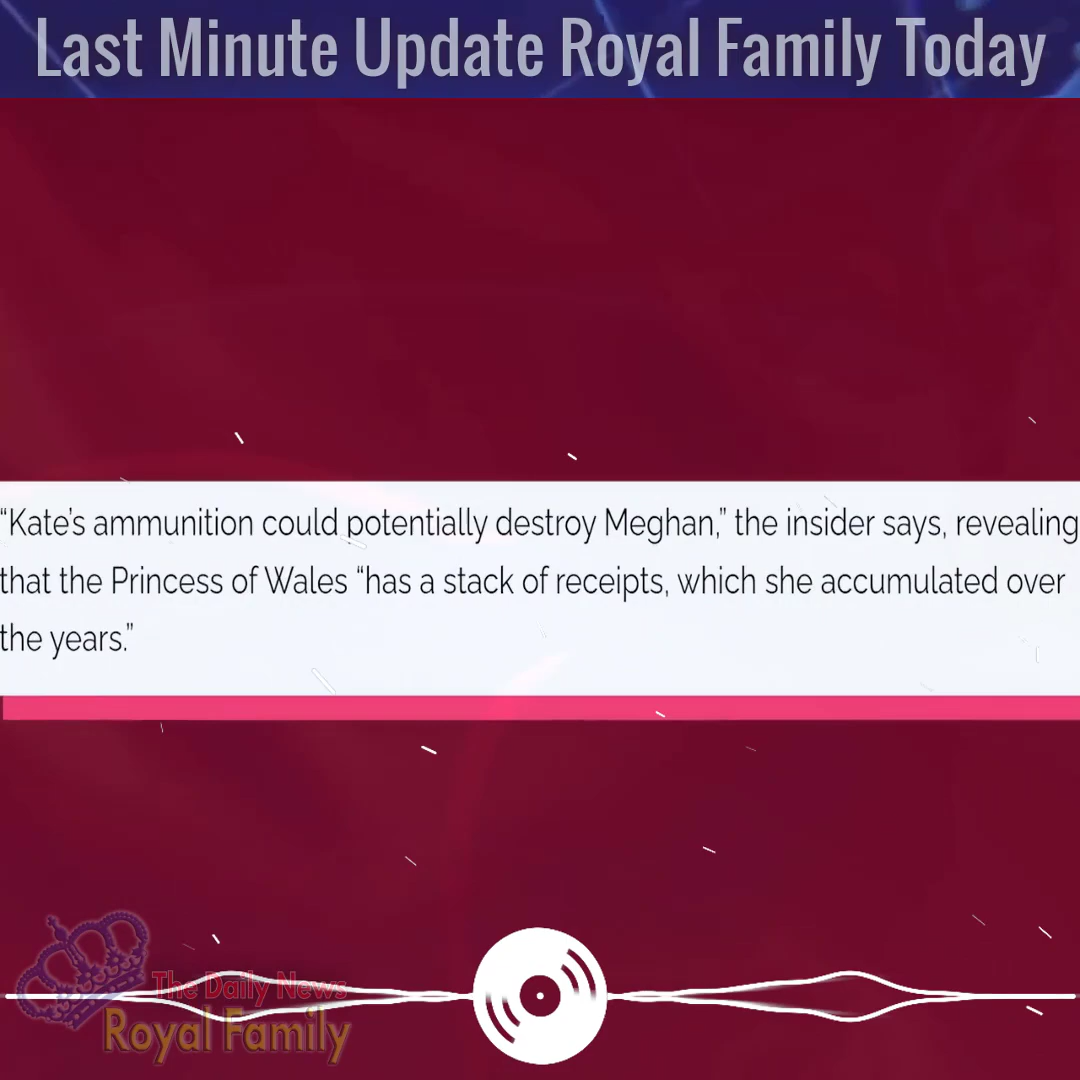 Last Minute Update Royal Family Today
“Kate’s ammunition could potentially destroy Meghan,” the insider says, revealing
that the Princess of Wales “has a stack of receipts, which she accumulated over
the years.”
The Daily News
Royal Family